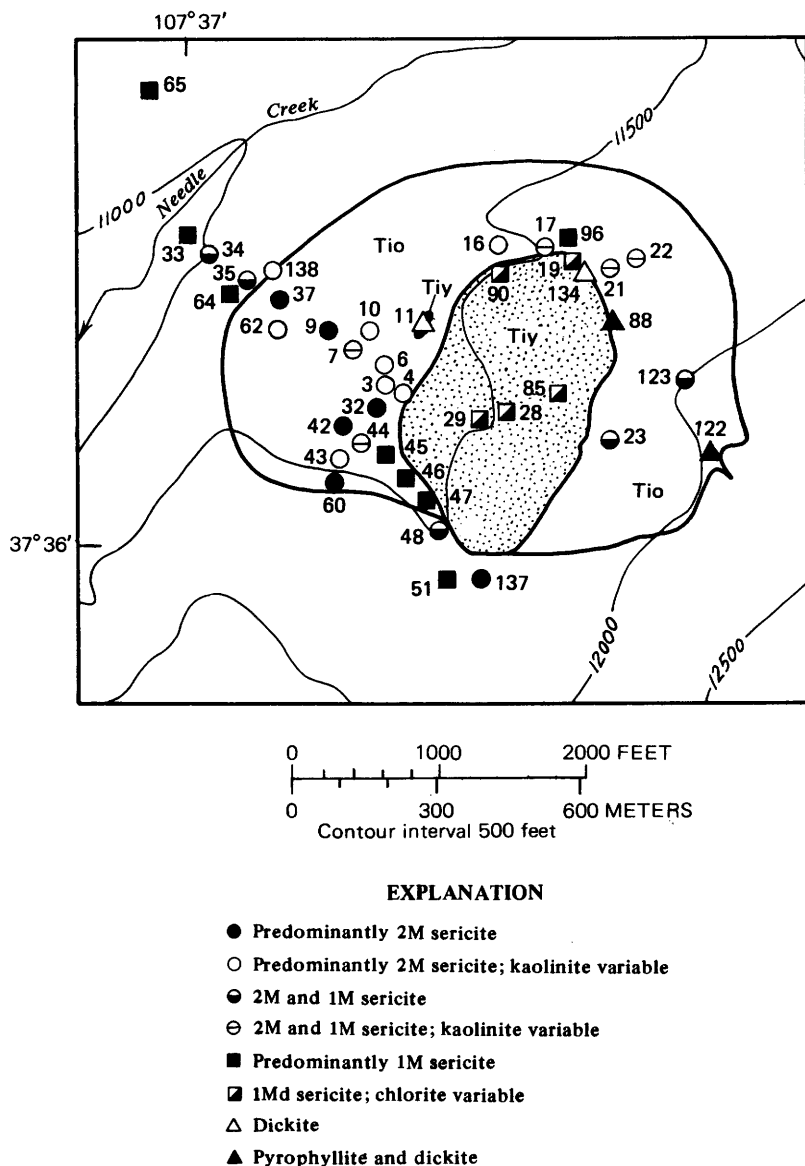 107°37'
65
Creek
11500
11000
Needle
17
96
16
22
33
34
Tio
19
35
138
90
134
21
64
37
Tiy
10
11
Tiy
88
62
9
7
6
123
3
4
85
32
29
28
42
44
23
122
45
43
46
47
Tio
60
48
37°36'
51
137
12000
12500
0 1000 2000 FEET
0 300 600 METERS
Contour interval 500 feet
EXPLANATION
Predominantly 2M sericite
Predominantly 2M sericite; kaolinite variable
2M and 1M sericite
2M and 1M sericite; kaolinite variable
Predominantly 1M sericite
1Md sericite; chlorite variable
Dickite
Pyrophyllite and dickite